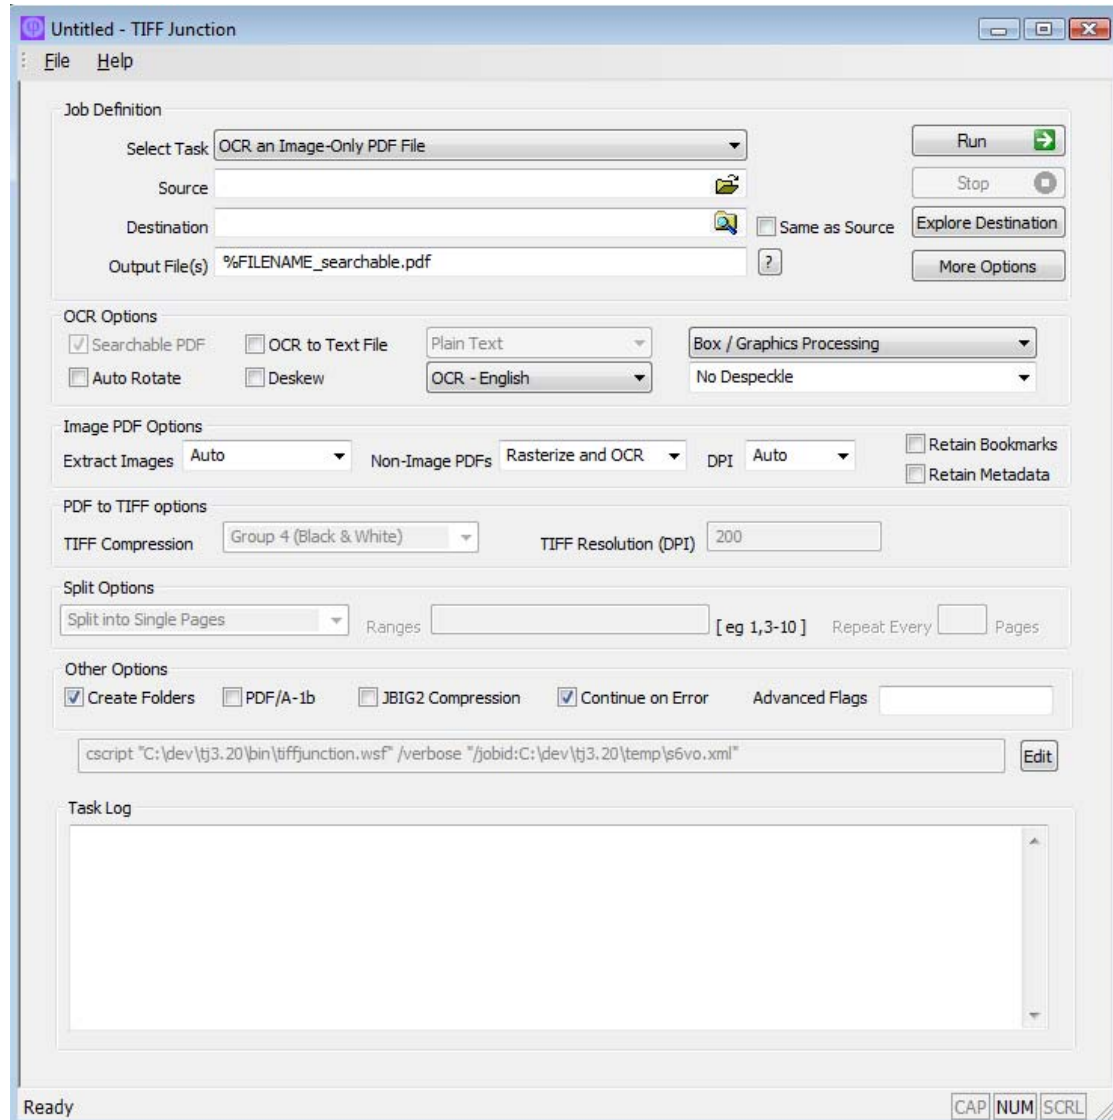 Untitled - TIFF Junction
File Help
Job Definition
Select Task OCR an Image-Only PDF File Run
Source Stop
Destination Same as Source Explore Destination
Output File(s) %FILENAME_searchable.pdf ? More Options
OCR Options
Searchable PDF OCR to Text File Plain Text Box / Graphics Processing
Auto Rotate Deskew OCR - English No Despeckle
Image PDF Options
Extract Images Auto Non-Image PDFs Rasterize and OCR DPI Auto Retain Bookmarks
Retain Metadata
PDF to TIFF options
TIFF Compression Group 4 (Black & White) TIFF Resolution (DPI) 200
Split Options
Split into Single Pages Ranges [ eg 1,3-10 ] Repeat Every Pages
Other Options
Create Folders PDF/A-1b JBIG2 Compression Continue on Error Advanced Flags
cscript "C:\dev\tj3.20\bin\tiffjunction.wsf" /verbose "/jobid:C:\dev\tj3.20\temp\s6vo.xml" Edit
Task Log
Ready CAP NUM SCRL